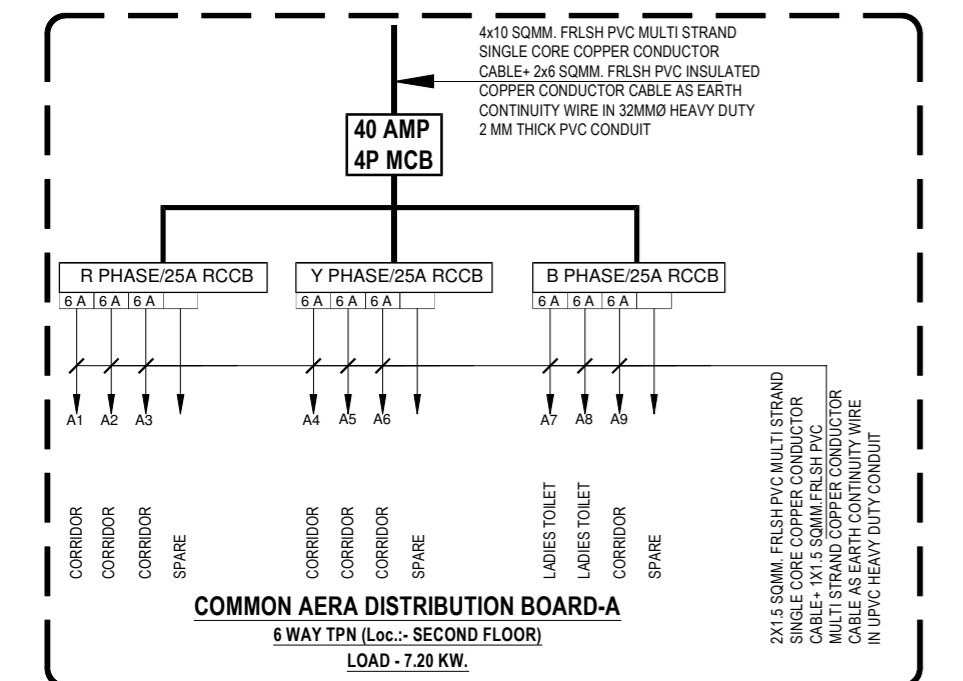 4x10 SQMM. FRLSH PVC MULTI STRAND
SINGLE CORE COPPER CONDUCTOR
CABLE+ 2x6 SQMM. FRLSH PVC INSULATED
COPPER CONDUCTOR CABLE AS EARTH
CONTINUITY WIRE IN 32MMØ HEAVY DUTY
2 MM THICK PVC CONDUIT
40 AMP
4P MCB
R PHASE/25A RCCB
6 A 6 A 6 A
Y PHASE/25A RCCB
6 A 6 A 6 A
B PHASE/25A RCCB
6 A 6 A 6 A
A1 A2 A3
A4 A5 A6
A7 A8 A9
CORRIDOR
CORRIDOR
CORRIDOR
SPARE
CORRIDOR
CORRIDOR
CORRIDOR
SPARE
LADIES TOILET
LADIES TOILET
CORRIDOR
SPARE
2X1.5 SQMM. FRLSH PVC MULTI STRAND
SINGLE CORE COPPER CONDUCTOR
CABLE+ 1X1.5 SQMM.FRLSH PVC
MULTI STRAND COPPER CONDUCTOR
CABLE AS EARTH CONTINUITY WIRE
IN UPVC HEAVY DUTY CONDUIT
COMMON AERA DISTRIBUTION BOARD-A
6 WAY TPN (Loc.:- SECOND FLOOR)
LOAD - 7.20 KW.